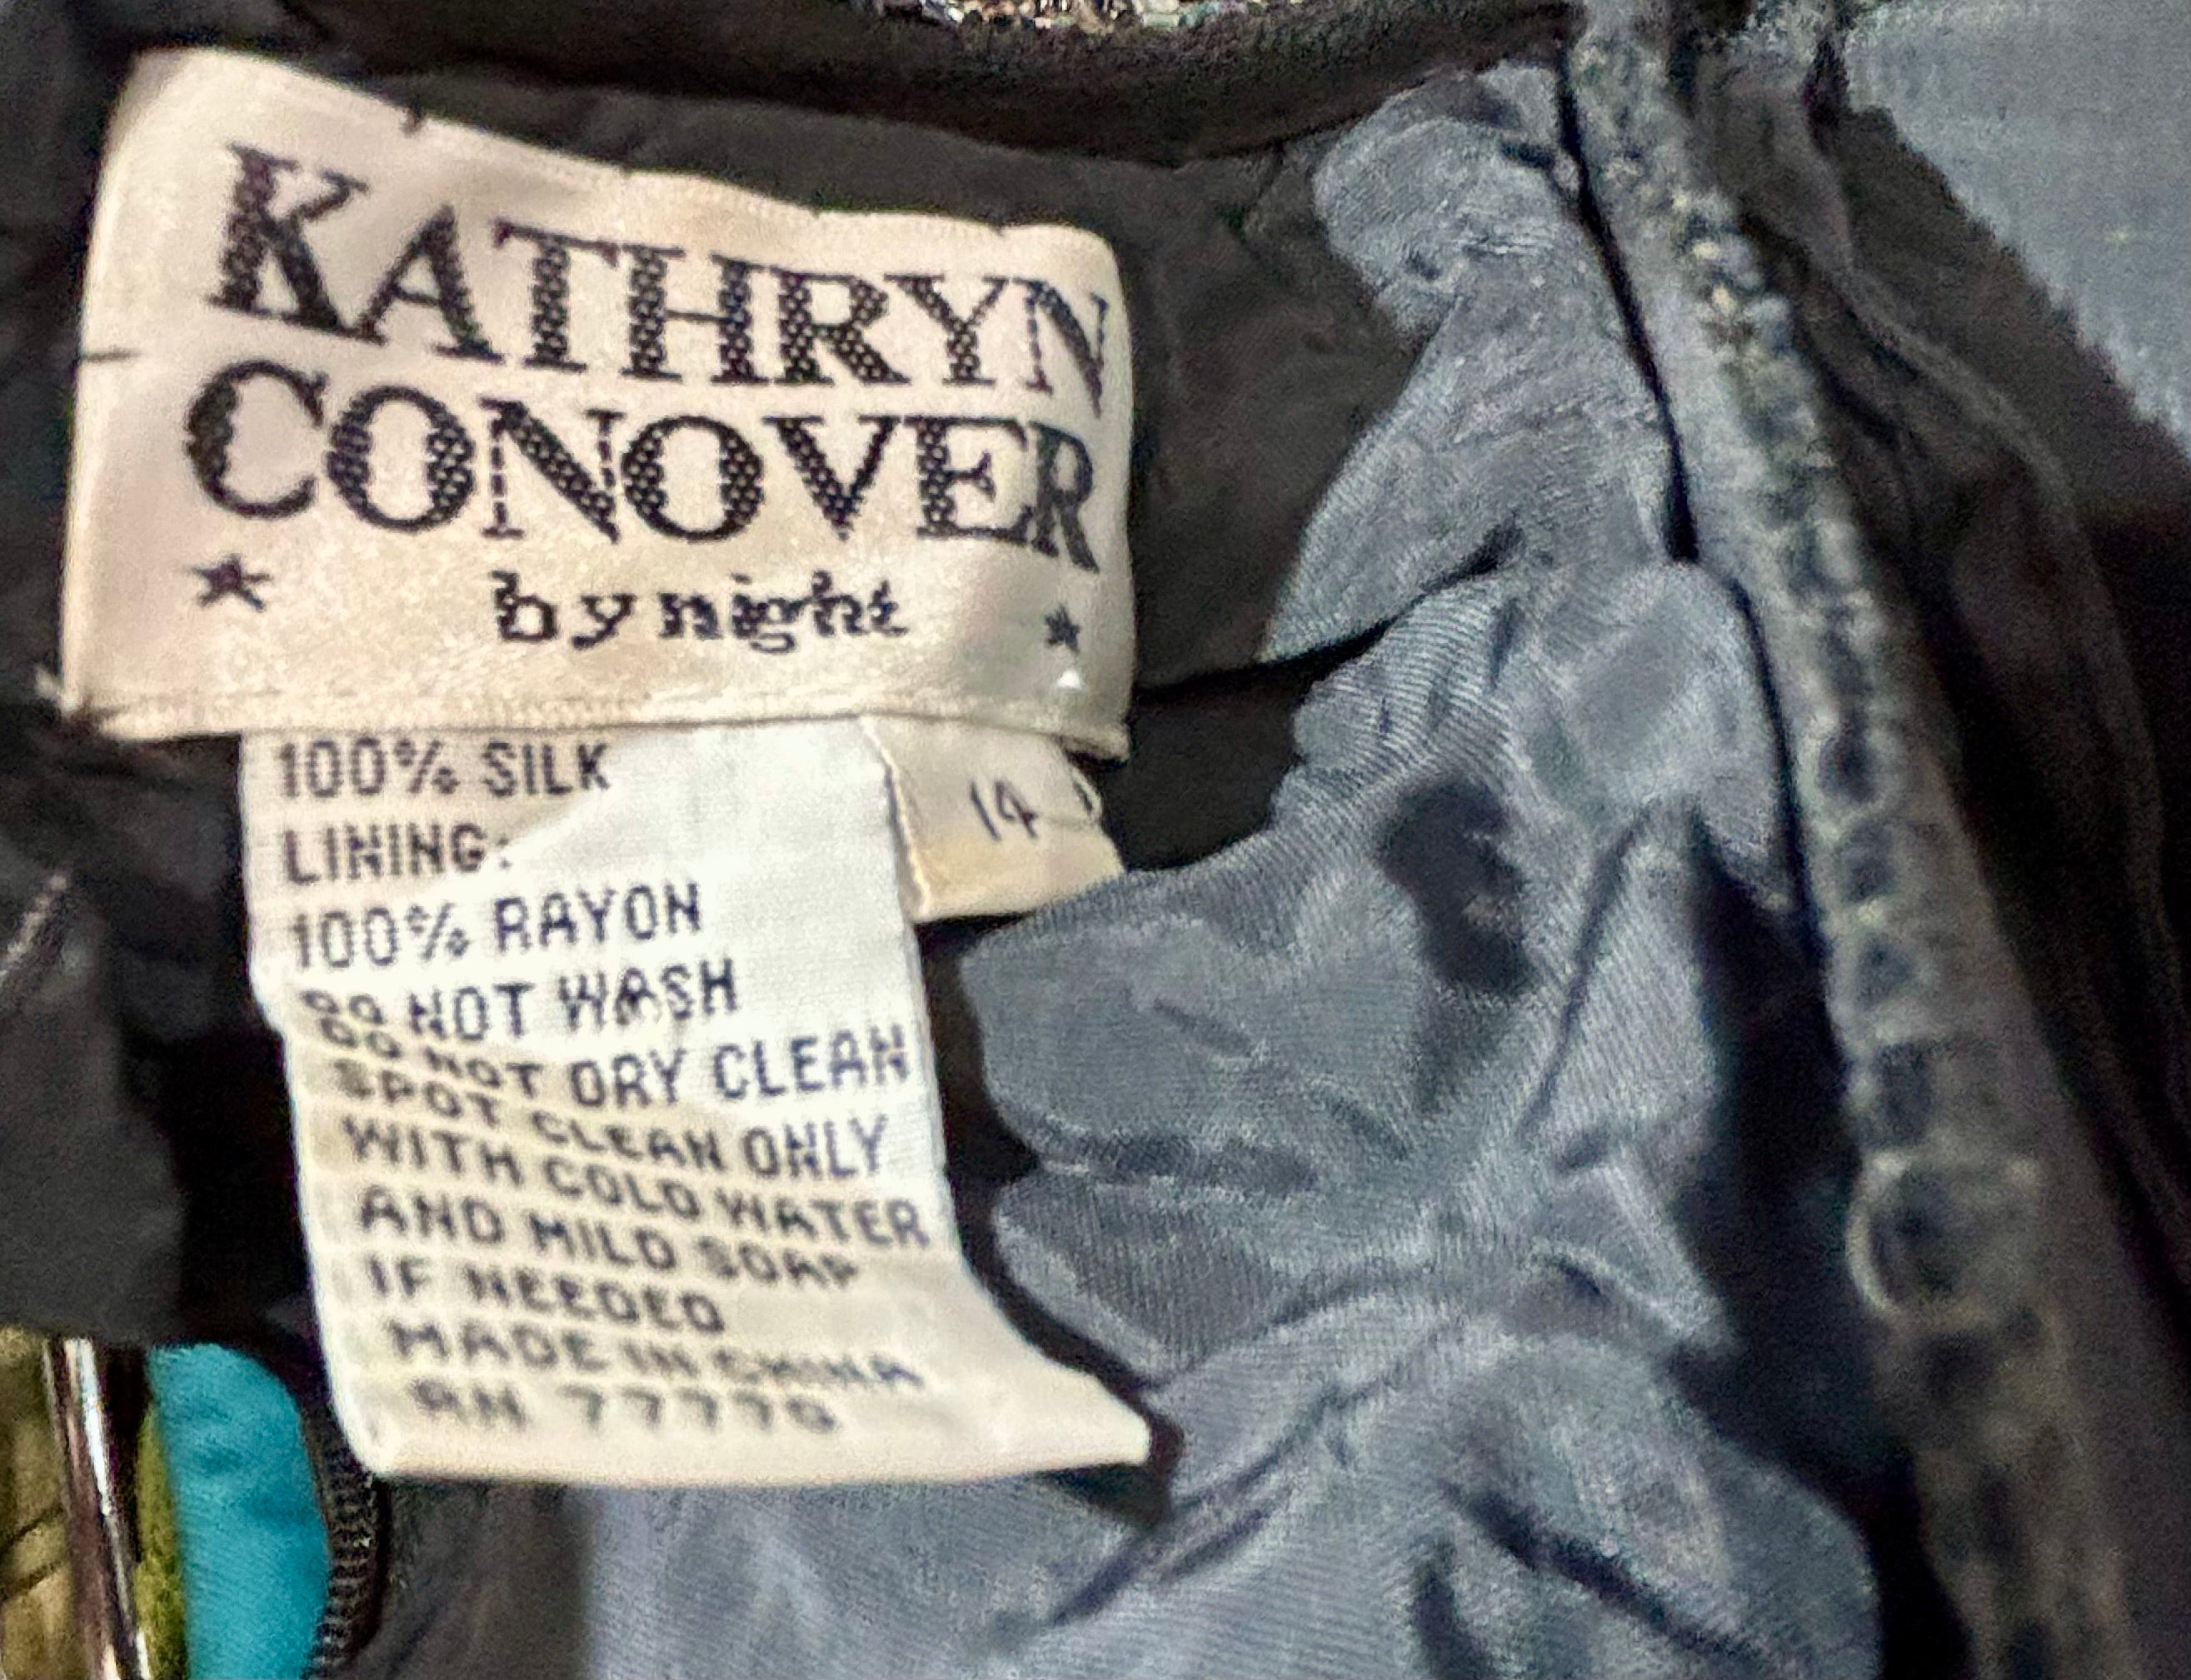 KATHRYN
CONOVER
by night
100% SILK
14
LINING:
100% RAYON
DO NOT WASH
DO NOT DRY CLEAN
SPOT CLEAN ONLY
WITH COLD WATER
AND MILD SOAP
IF NEEDED
MADE IN CHINA
RN 77770